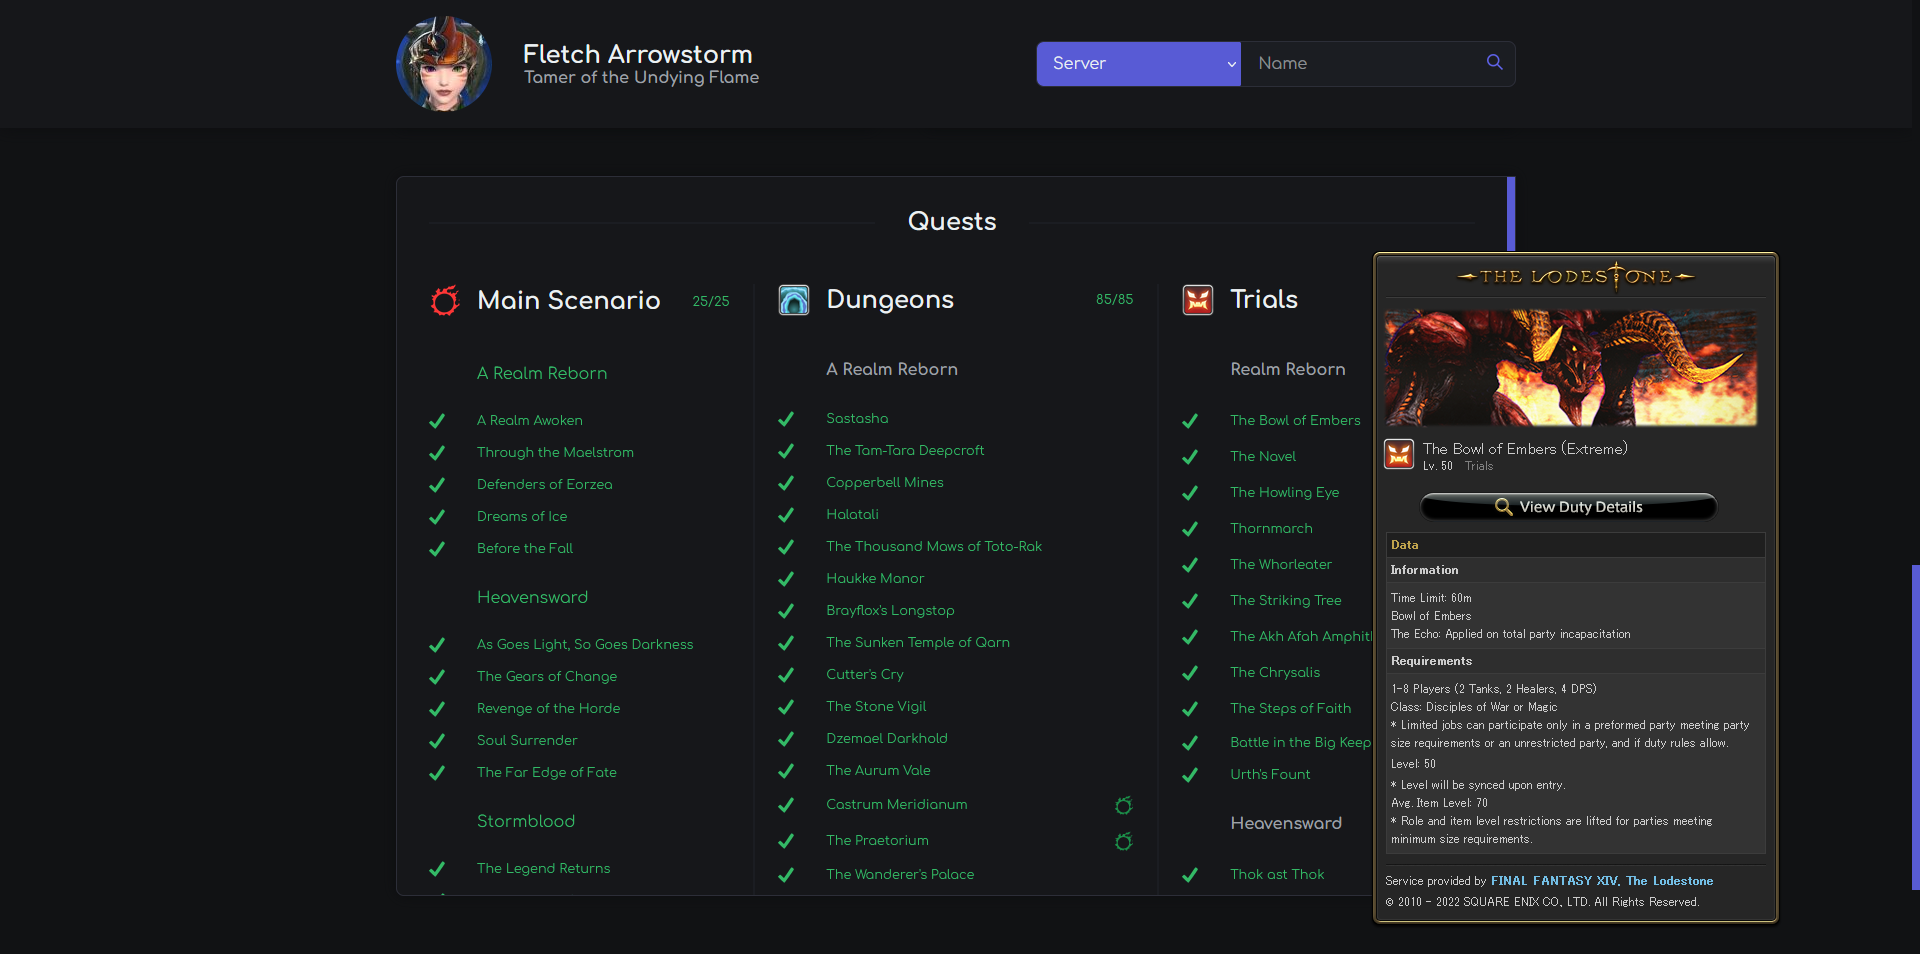 Fletch Arrowstorm
Tamer of the Undying Flame
Server
Name
Quests
Main Scenario
25/25
A Realm Reborn
A Realm Awoken
Through the Maelstrom
Defenders of Eorzea
Dreams of Ice
Before the Fall
Heavensward
As Goes Light, So Goes Darkness
The Gears of Change
Revenge of the Horde
Soul Surrender
The Far Edge of Fate
Stormblood
The Legend Returns
Dungeons
85/85
A Realm Reborn
Sastasha
The Tam-Tara Deepcroft
Copperbell Mines
Halatali
The Thousand Maws of Toto-Rak
Haukke Manor
Brayflox's Longstop
The Sunken Temple of Qarn
Cutter's Cry
The Stone Vigil
Dzemael Darkhold
The Aurum Vale
Castrum Meridianum
The Praetorium
The Wanderer's Palace
Trials
Realm Reborn
The Bowl of Embers
The Navel
The Howling Eye
Thornmarch
The Whorleater
The Striking Tree
The Akh Afah Amphit
The Chrysalis
The Steps of Faith
Battle in the Big Keep
Urth's Fount
Heavensward
Thok ast Thok
THE LODESTONE
The Bowl of Embers (Extreme)
Lv. 50 Trials
View Duty Details
Data
Information
Time Limit: 60m
Bowl of Embers
The Echo: Applied on total party incapacitation
Requirements
1-8 Players (2 Tanks, 2 Healers, 4 DPS)
Class: Disciples of War or Magic
* Limited jobs can participate only in a preformed party meeting party
size requirements or an unrestricted party, and if duty rules allow.
Level: 50
* Level will be synced upon entry.
Avg. Item Level: 70
* Role and item level restrictions are lifted for parties meeting
minimum size requirements.
Service provided by FINAL FANTASY XIV, The Lodestone
© 2010 - 2022 SQUARE ENIX CO., LTD. All Rights Reserved.